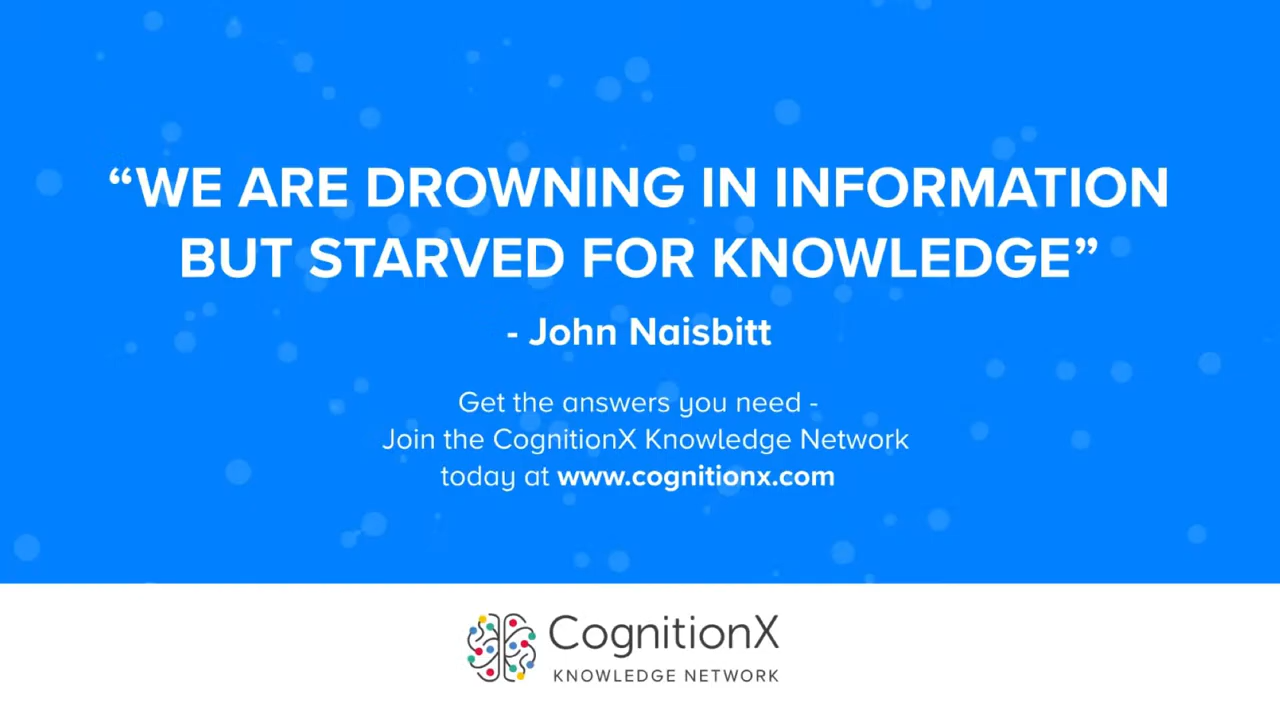 “WE ARE DROWNING IN INFORMATION
BUT STARVED FOR KNOWLEDGE”
- John Naisbitt
Get the answers you need -
Join the CognitionX Knowledge Network
today at www.cognitionx.com
CognitionX
KNOWLEDGE NETWORK